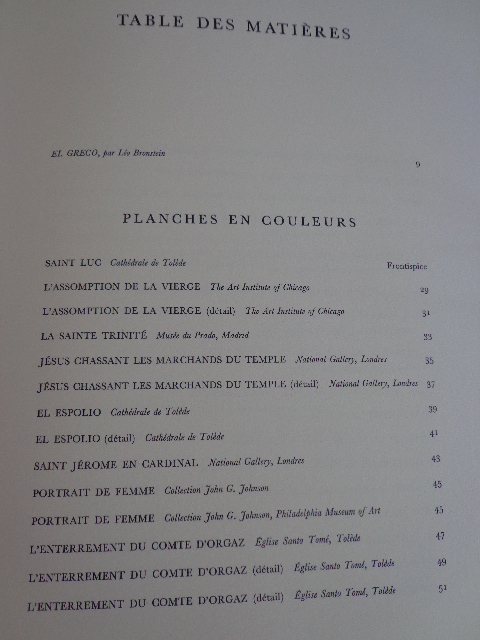 TABLE DES MATIÈRES
EL GRECO, par Léo Bronstein 9
PLANCHES EN COULEURS
SAINT LUC Cathédrale de Tolède Frontispice
L'ASSOMPTION DE LA VIERGE The Art Institute of Chicago 29
L'ASSOMPTION DE LA VIERGE (détail) The Art Institute of Chicago 31
LA SAINTE TRINITÉ Musée du Prado, Madrid 33
JÉSUS CHASSANT LES MARCHANDS DU TEMPLE National Gallery, Londres 35
JÉSUS CHASSANT LES MARCHANDS DU TEMPLE (détail) National Gallery, Londres 37
EL ESPOLIO Cathédrale de Tolède 39
EL ESPOLIO (détail) Cathédrale de Tolède 41
SAINT JÉROME EN CARDINAL National Gallery, Londres 43
PORTRAIT DE FEMME Collection John G. Johnson 45
PORTRAIT DE FEMME Collection John G. Johnson, Philadelphia Museum of Art 45
L'ENTERREMENT DU COMTE D'ORGAZ Église Santo Tomé, Tolède 47
L'ENTERREMENT DU COMTE D'ORGAZ (détail) Église Santo Tomé, Tolède 49
L'ENTERREMENT DU COMTE D'ORGAZ (détail) Église Santo Tomé, Tolède 51